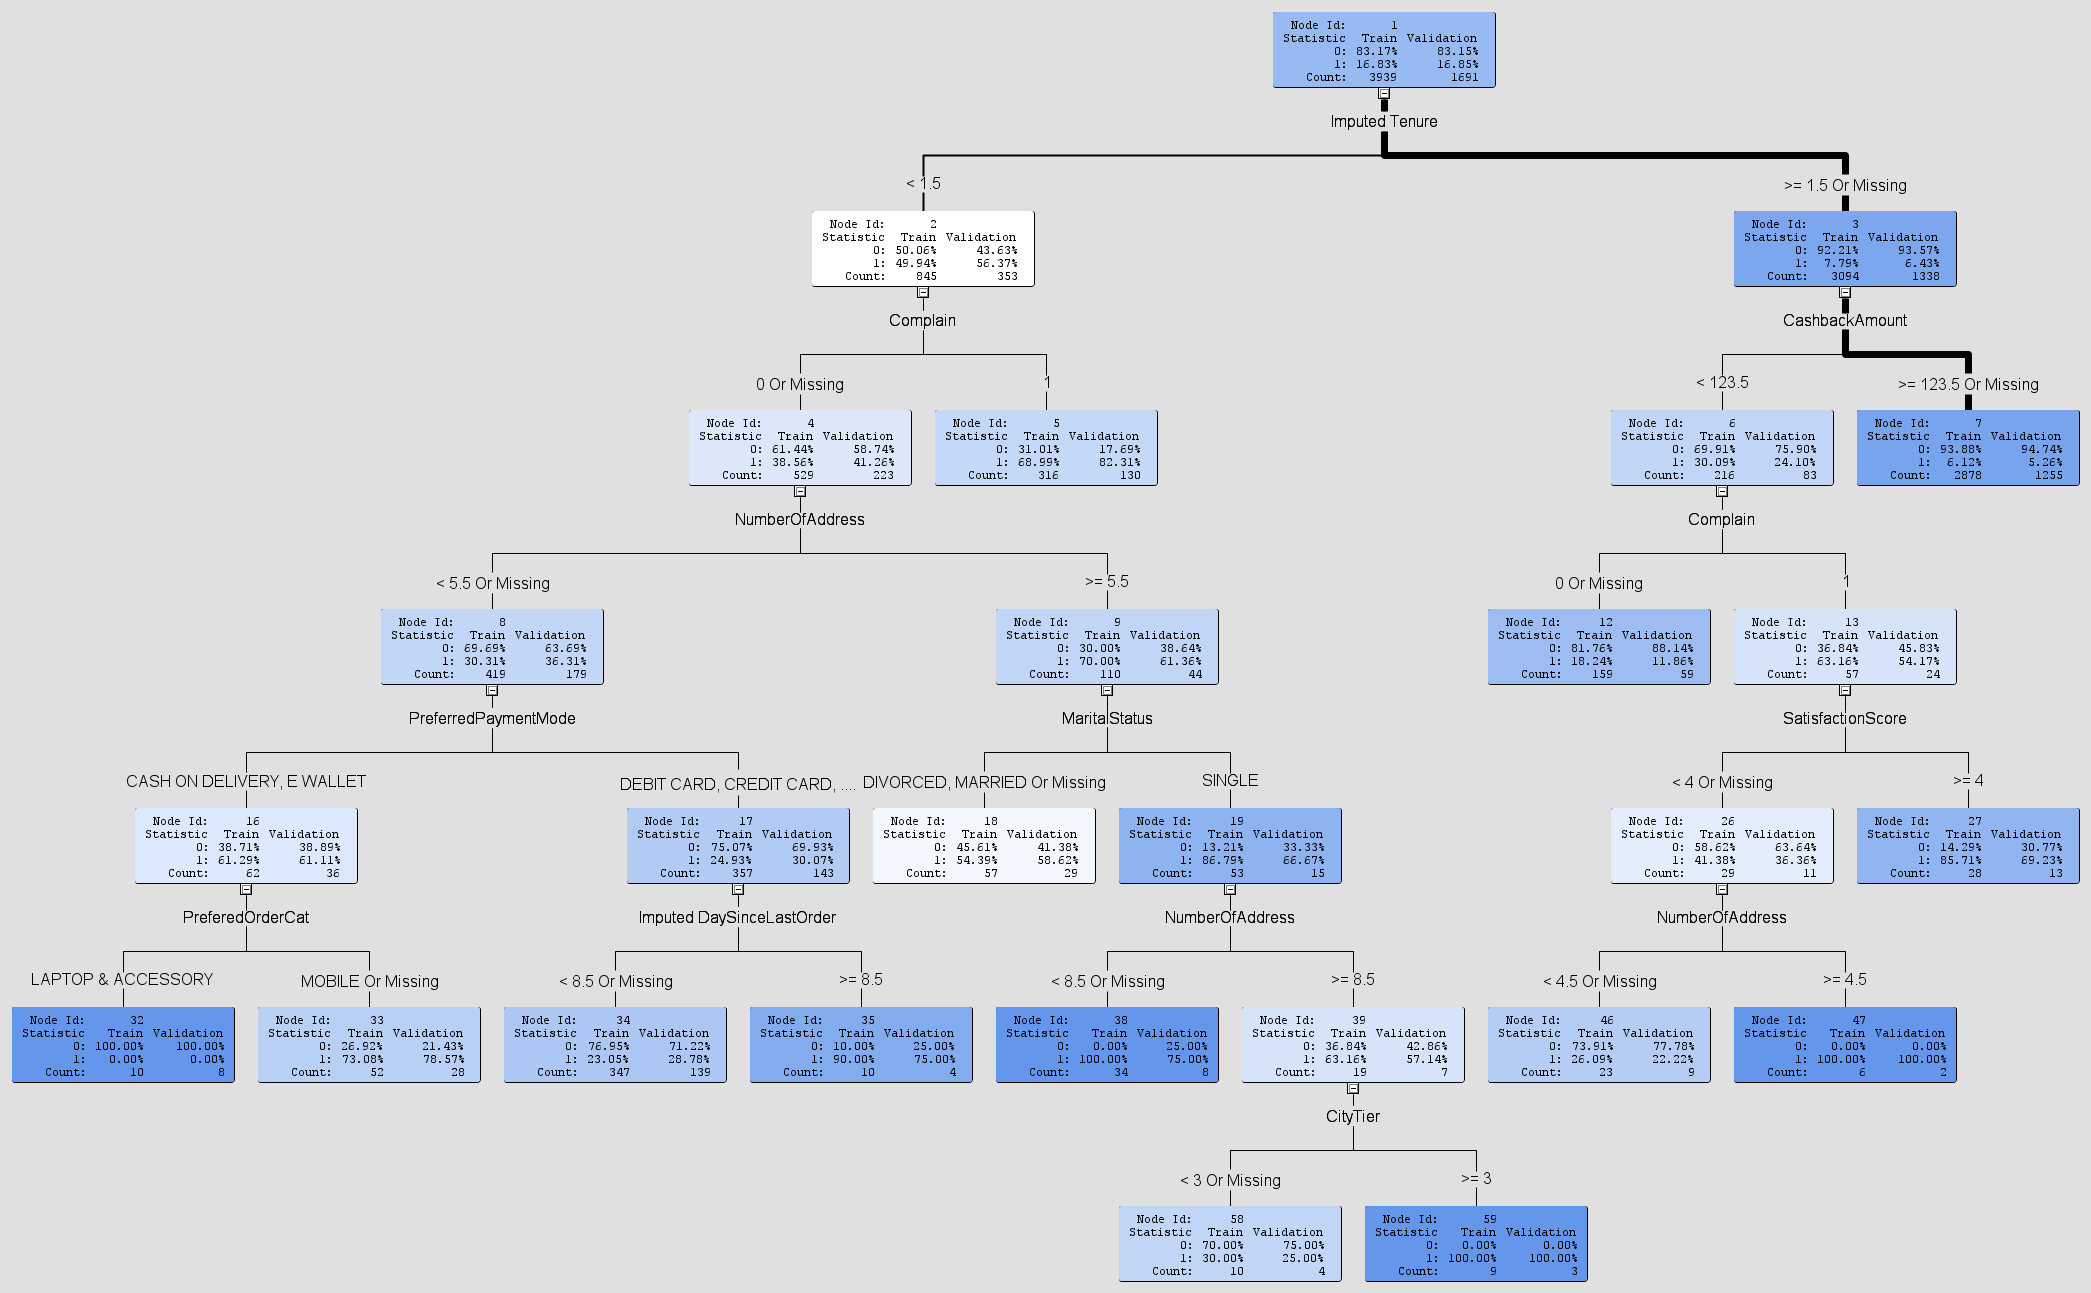 Node Id: 1
Statistic Train Validation
0: 83.17% 83.15%
1: 16.83% 16.85%
Count: 3939 1691
Imputed Tenure
< 1.5
>= 1.5 Or Missing
Node Id: 2
Statistic Train Validation
0: 50.06% 43.63%
1: 49.94% 56.37%
Count: 845 353
Node Id: 3
Statistic Train Validation
0: 92.21% 93.57%
1: 7.79% 6.43%
Count: 3094 1338
Complain
CashbackAmount
0 Or Missing
1
< 123.5
>= 123.5 Or Missing
Node Id: 4
Statistic Train Validation
0: 61.44% 58.74%
1: 38.56% 41.26%
Count: 529 223
Node Id: 5
Statistic Train Validation
0: 31.01% 17.69%
1: 68.99% 82.31%
Count: 316 130
Node Id: 6
Statistic Train Validation
0: 69.91% 75.90%
1: 30.09% 24.10%
Count: 216 83
Node Id: 7
Statistic Train Validation
0: 93.88% 94.74%
1: 6.12% 5.26%
Count: 2878 1255
NumberOfAddress
Complain
< 5.5 Or Missing
>= 5.5
0 Or Missing
1
Node Id: 8
Statistic Train Validation
0: 69.69% 63.69%
1: 30.31% 36.31%
Count: 419 179
Node Id: 9
Statistic Train Validation
0: 30.00% 38.64%
1: 70.00% 61.36%
Count: 110 44
Node Id: 12
Statistic Train Validation
0: 81.76% 88.14%
1: 18.24% 11.86%
Count: 159 59
Node Id: 13
Statistic Train Validation
0: 36.84% 45.83%
1: 63.16% 54.17%
Count: 57 24
PreferredPaymentMode
MaritalStatus
SatisfactionScore
CASH ON DELIVERY, E WALLET
DEBIT CARD, CREDIT CARD, ....
DIVORCED, MARRIED Or Missing
SINGLE
< 4 Or Missing
>= 4
Node Id: 16
Statistic Train Validation
0: 38.71% 38.89%
1: 61.29% 61.11%
Count: 62 36
Node Id: 17
Statistic Train Validation
0: 75.07% 69.93%
1: 24.93% 30.07%
Count: 357 143
Node Id: 18
Statistic Train Validation
0: 45.61% 41.38%
1: 54.39% 58.62%
Count: 57 29
Node Id: 19
Statistic Train Validation
0: 13.21% 33.33%
1: 86.79% 66.67%
Count: 53 15
Node Id: 26
Statistic Train Validation
0: 58.62% 63.64%
1: 41.38% 36.36%
Count: 29 11
Node Id: 27
Statistic Train Validation
0: 14.29% 30.77%
1: 85.71% 69.23%
Count: 28 13
PreferedOrderCat
Imputed DaySinceLastOrder
NumberOfAddress
NumberOfAddress
LAPTOP & ACCESSORY
MOBILE Or Missing
< 8.5 Or Missing
>= 8.5
< 8.5 Or Missing
>= 8.5
< 4.5 Or Missing
>= 4.5
Node Id: 32
Statistic Train Validation
0: 100.00% 100.00%
1: 0.00% 0.00%
Count: 10 8
Node Id: 33
Statistic Train Validation
0: 26.92% 21.43%
1: 73.08% 78.57%
Count: 52 28
Node Id: 34
Statistic Train Validation
0: 76.95% 71.22%
1: 23.05% 28.78%
Count: 347 139
Node Id: 35
Statistic Train Validation
0: 10.00% 25.00%
1: 90.00% 75.00%
Count: 10 4
Node Id: 38
Statistic Train Validation
0: 0.00% 25.00%
1: 100.00% 75.00%
Count: 34 8
Node Id: 39
Statistic Train Validation
0: 36.84% 42.86%
1: 63.16% 57.14%
Count: 19 7
Node Id: 46
Statistic Train Validation
0: 73.91% 77.78%
1: 26.09% 22.22%
Count: 23 9
Node Id: 47
Statistic Train Validation
0: 0.00% 0.00%
1: 100.00% 100.00%
Count: 6 2
CityTier
< 3 Or Missing
>= 3
Node Id: 58
Statistic Train Validation
0: 70.00% 75.00%
1: 30.00% 25.00%
Count: 10 4
Node Id: 59
Statistic Train Validation
0: 0.00% 0.00%
1: 100.00% 100.00%
Count: 9 3